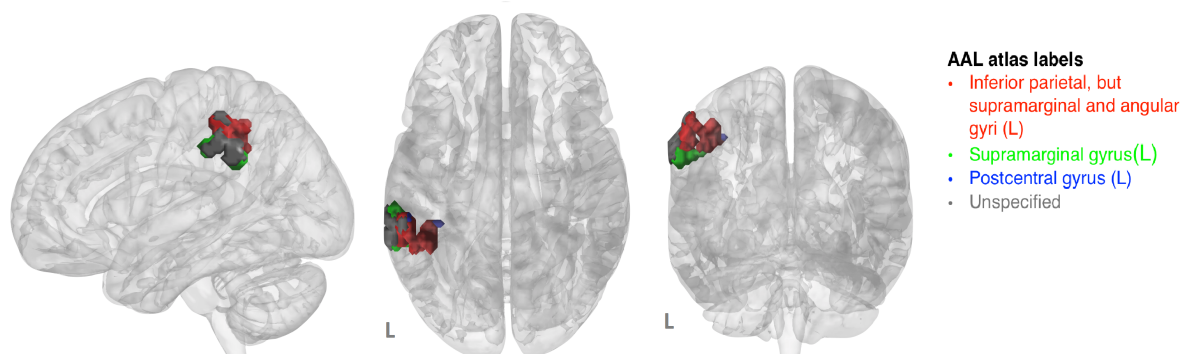 AAL atlas labels
• Inferior parietal, but
supramarginal and angular
gyri (L)
• Supramarginal gyrus(L)
• Postcentral gyrus (L)
• Unspecified
L
L